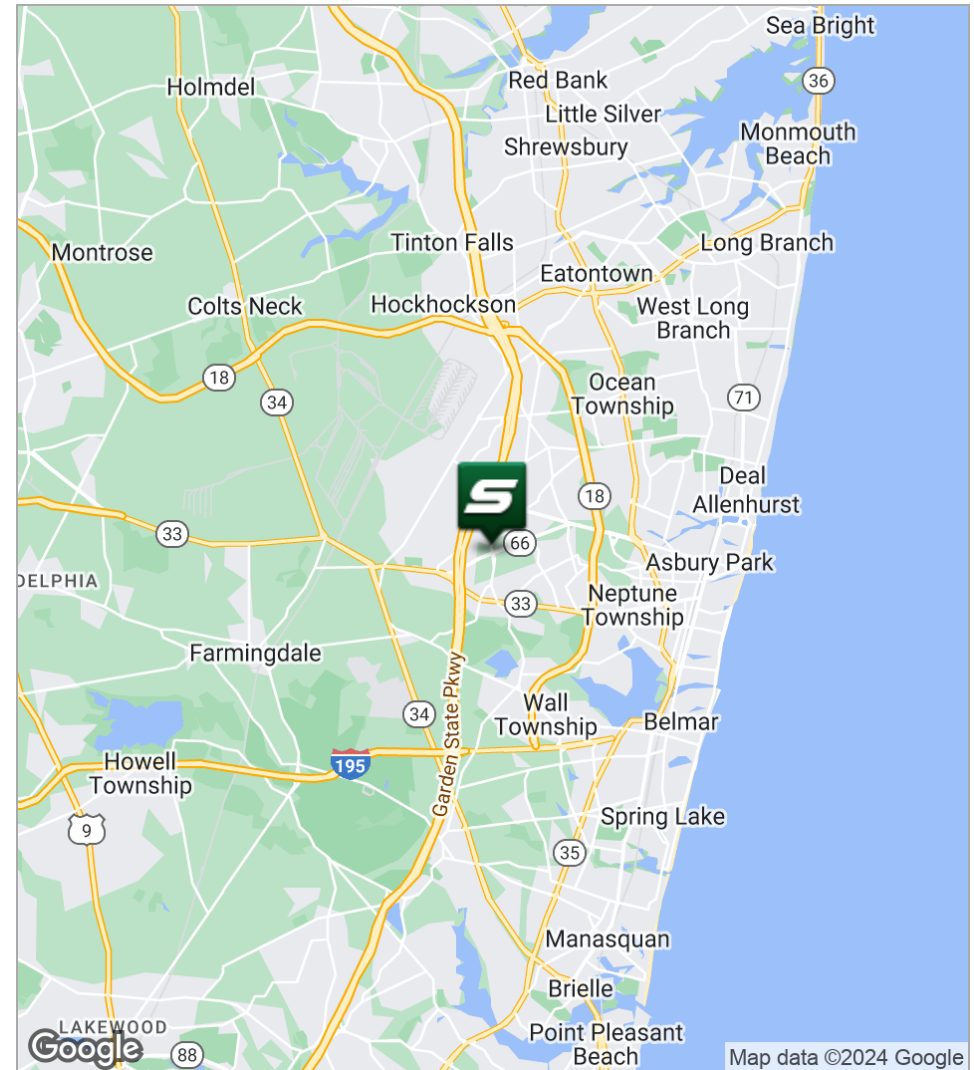 Sea Bright
36
Holmdel
Red Bank
Little Silver
Shrewsbury
Monmouth
Beach
Montrose
Tinton Falls
Long Branch
Eatontown
Colts Neck
Hockhockson
West Long
Branch
18
34
Ocean
Township
71
Deal
Allenhurst
S
18
33
66
Asbury Park
DELPHIA
33
Neptune
Township
Farmingdale
Garden State Pkwy
34
Wall
Township
Belmar
195
Howell
Township
9
Spring Lake
35
Manasquan
Brielle
LAKEWOOD
Google
88
Point Pleasant
Beach
Map data ©2024 Google